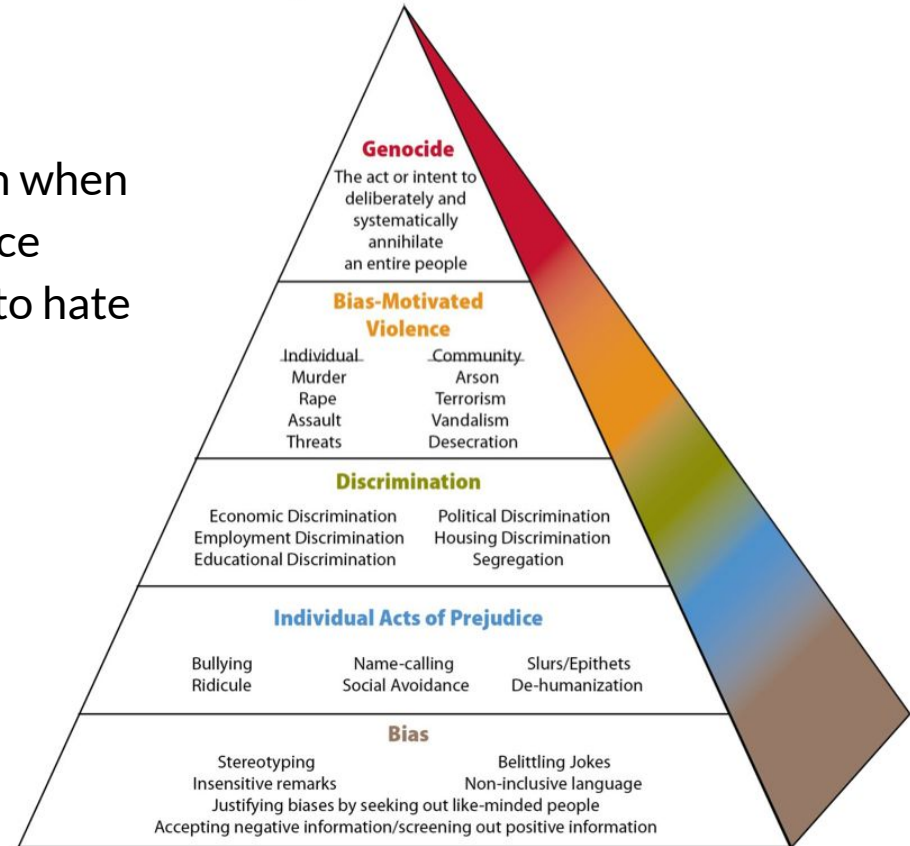 n when
ce
to hate
Genocide
The act or intent to
deliberately and
systematically
annihilate
an entire people
Bias-Motivated
Violence
Individual Community
Murder Arson
Rape Terrorism
Assault Vandalism
Threats Desecration
Discrimination
Economic Discrimination Political Discrimination
Employment Discrimination Housing Discrimination
Educational Discrimination Segregation
Individual Acts of Prejudice
Bullying Name-calling Slurs/Epithets
Ridicule Social Avoidance De-humanization
Bias
Stereotyping Belittling Jokes
Insensitive remarks Non-inclusive language
Justifying biases by seeking out like-minded people
Accepting negative information/screening out positive information